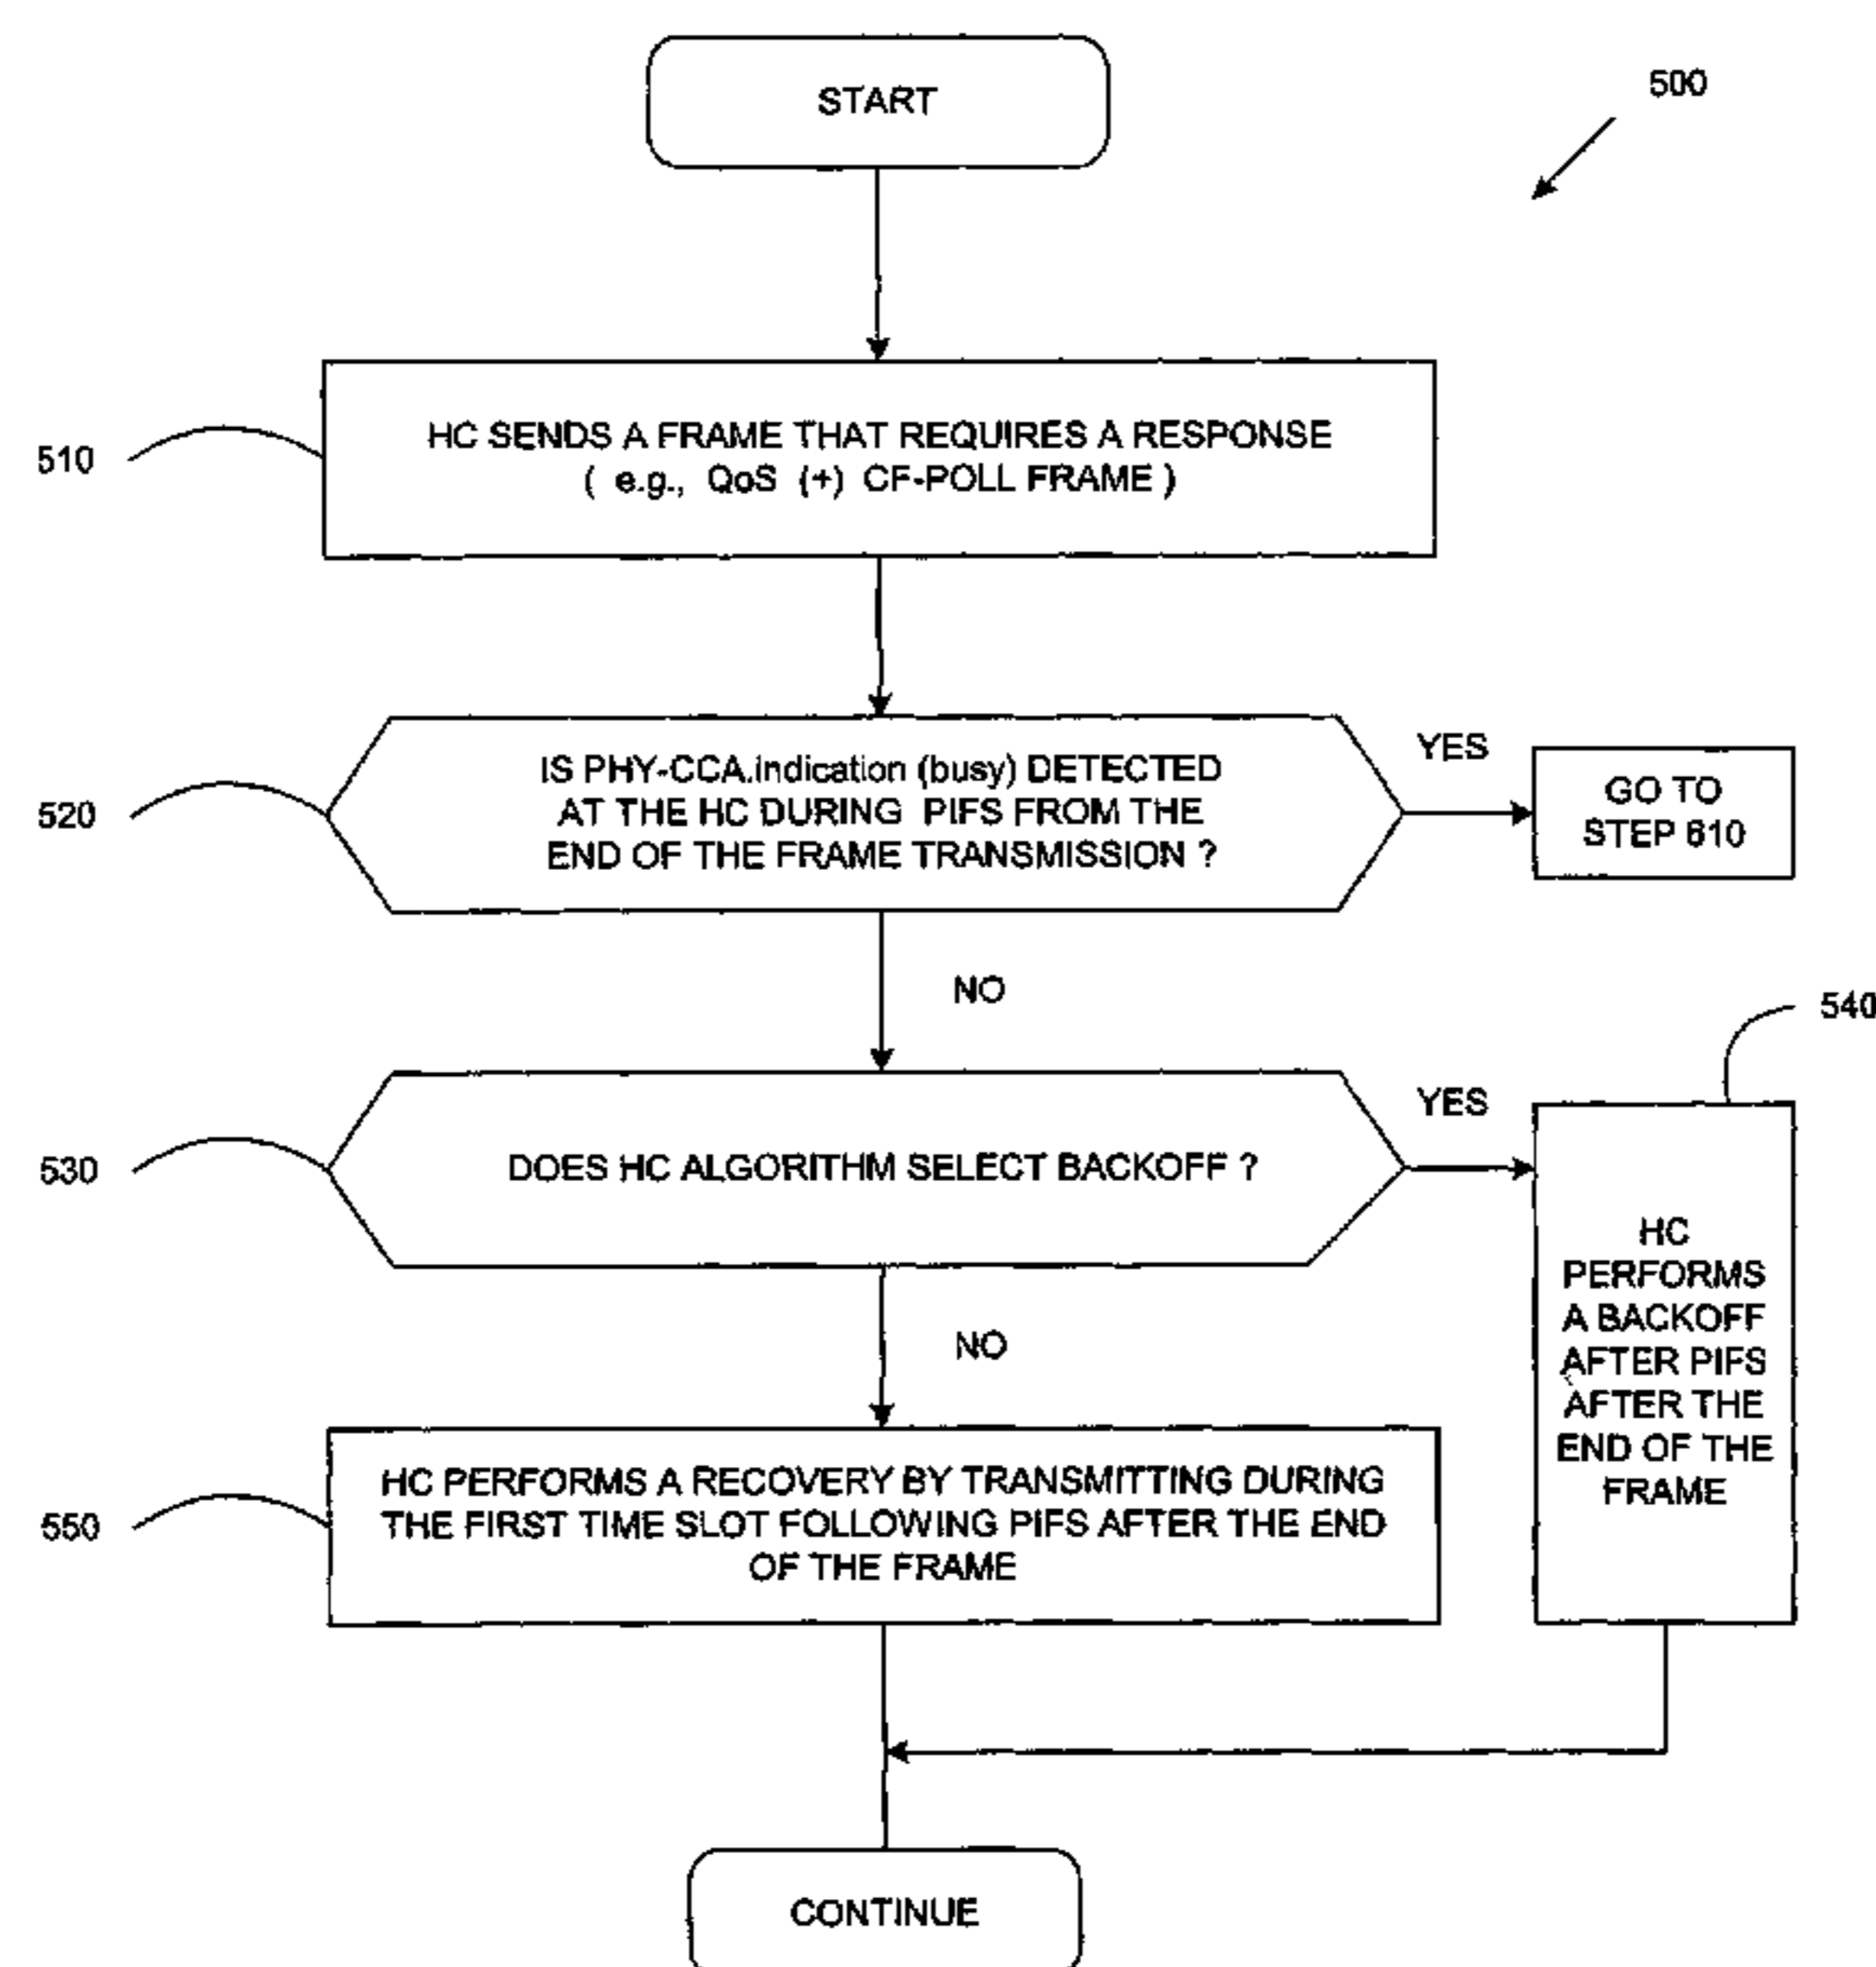 START
500
510
HC SENDS A FRAME THAT REQUIRES A RESPONSE
( e.g., QoS (+) CF-POLL FRAME )
520
IS PHY-CCA.indication (busy) DETECTED
AT THE HC DURING PIFS FROM THE
END OF THE FRAME TRANSMISSION ?
YES
GO TO
STEP 610
NO
540
530
DOES HC ALGORITHM SELECT BACKOFF ?
YES
HC
PERFORMS
A BACKOFF
AFTER PIFS
AFTER THE
END OF THE
FRAME
NO
550
HC PERFORMS A RECOVERY BY TRANSMITTING DURING
THE FIRST TIME SLOT FOLLOWING PIFS AFTER THE END
OF THE FRAME
CONTINUE